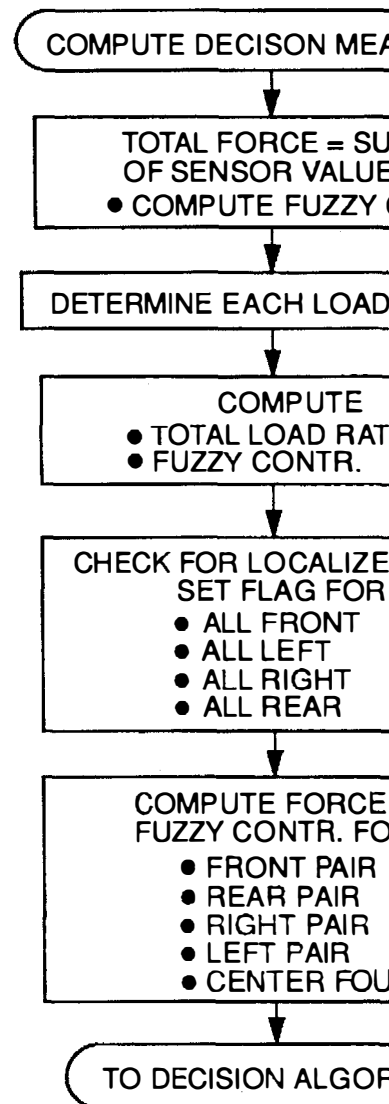 COMPUTE DECISON MEA
TOTAL FORCE = SU
OF SENSOR VALUE
● COMPUTE FUZZY
DETERMINE EACH LOAD
COMPUTE
● TOTAL LOAD RAT
● FUZZY CONTR.
CHECK FOR LOCALIZE
SET FLAG FOR
● ALL FRONT
● ALL LEFT
● ALL RIGHT
● ALL REAR
COMPUTE FORCE
FUZZY CONTR. FO
● FRONT PAIR
● REAR PAIR
● RIGHT PAIR
● LEFT PAIR
● CENTER FOU
TO DECISION ALGOR